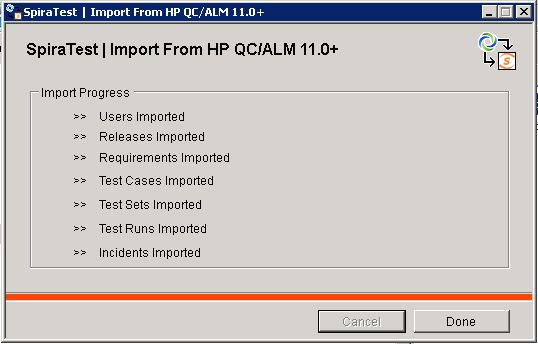 SpiraTest | Import From HP QC/ALM 11.0+
SpiraTest | Import From HP QC/ALM 11.0+
Import Progress
>> Users Imported
>> Releases Imported
>> Requirements Imported
>> Test Cases Imported
>> Test Sets Imported
>> Test Runs Imported
>> Incidents Imported
Cancel Done